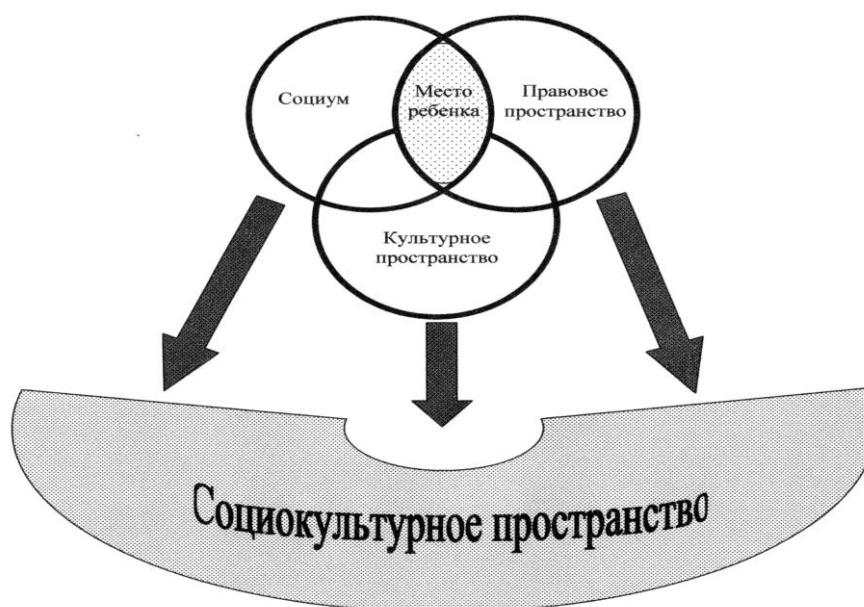 Социум
Место
ребенка
Правовое
пространство
Культурное
пространство
Социокультурное пространство